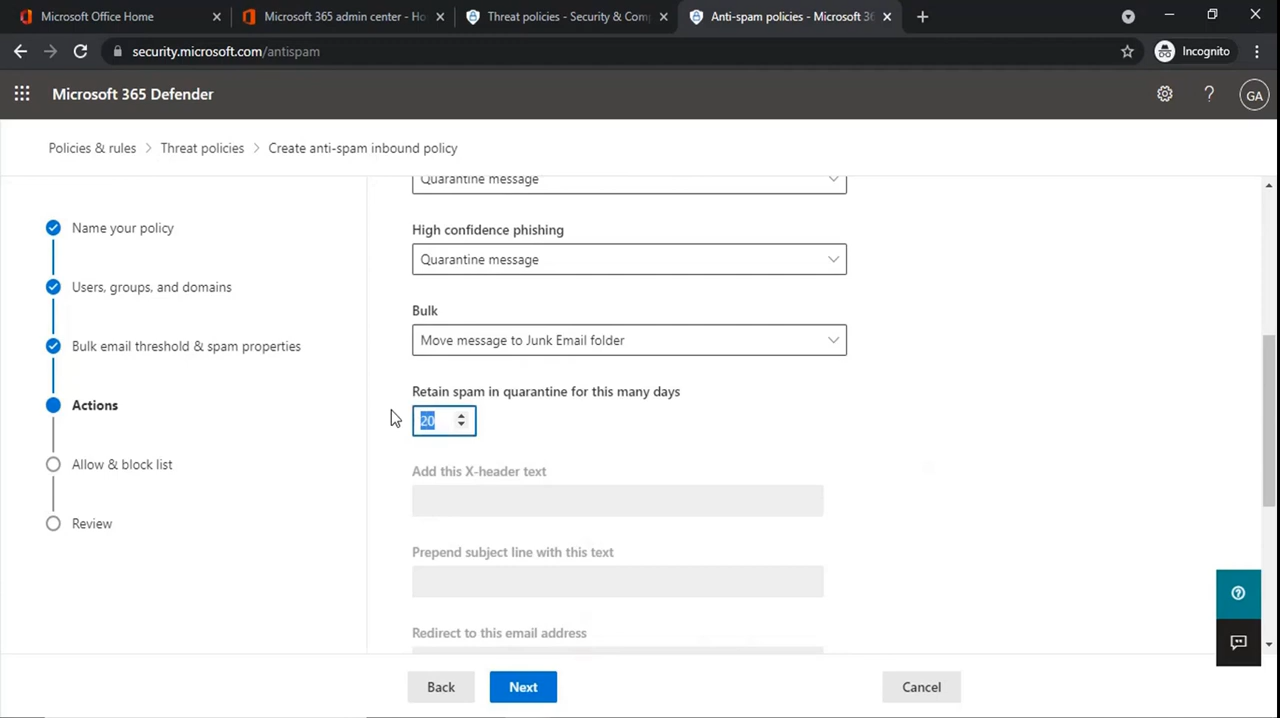 Microsoft Office Home
Microsoft 365 admin center - Ho
Threat policies - Security & Comp
Anti-spam policies - Microsoft 36
security.microsoft.com/antispam
Incognito
Microsoft 365 Defender
GA
Policies & rules > Threat policies > Create anti-spam inbound policy
Name your policy
Users, groups, and domains
Bulk email threshold & spam properties
Actions
Allow & block list
Review
Quarantine message
High confidence phishing
Quarantine message
Bulk
Move message to Junk Email folder
Retain spam in quarantine for this many days
20
Add this X-header text
Prepend subject line with this text
Redirect to this email address
Back
Next
Cancel